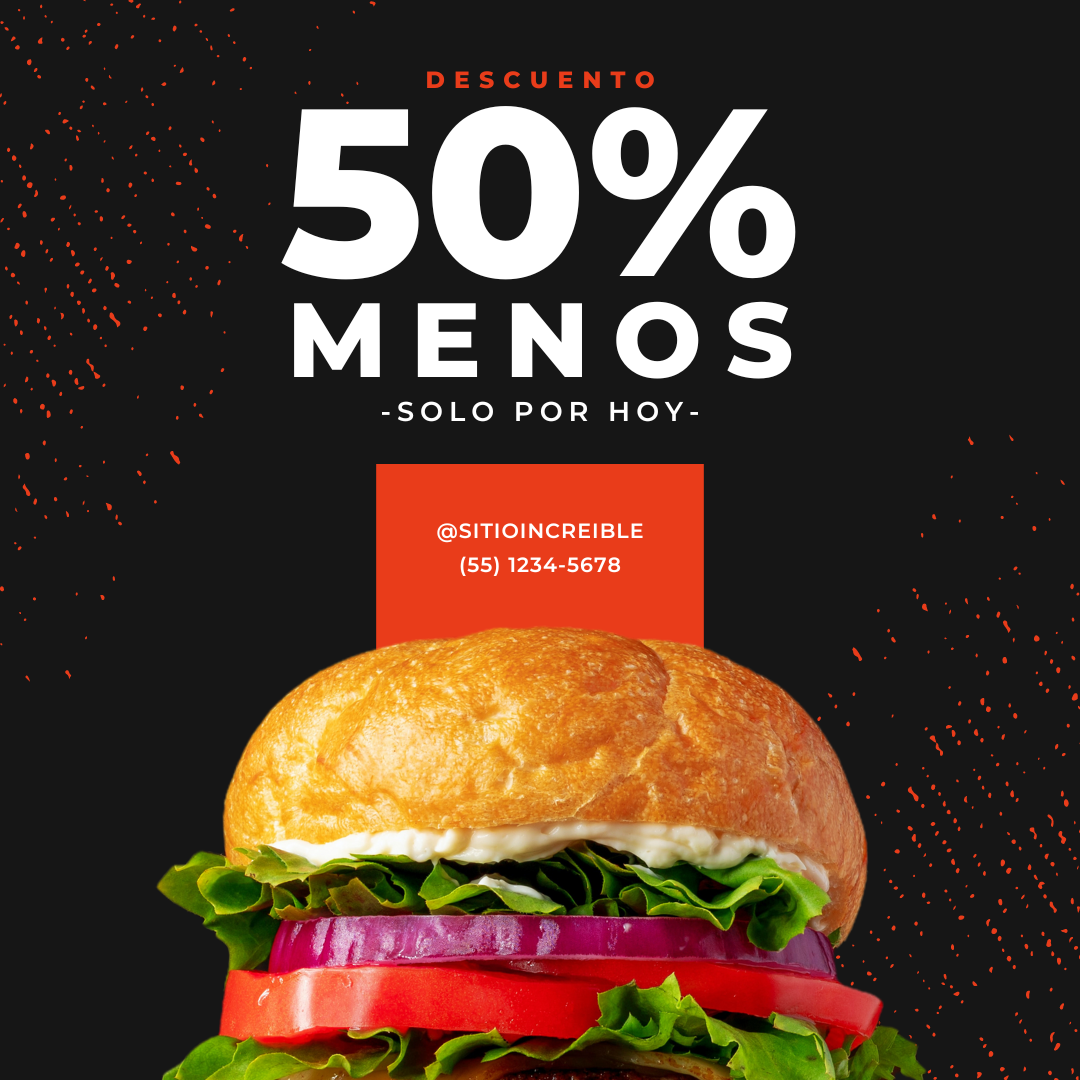 DESCUENTO
50%
MENOS
-SOLO POR HOY-
@SITIOINCREIBLE
(55) 1234-5678